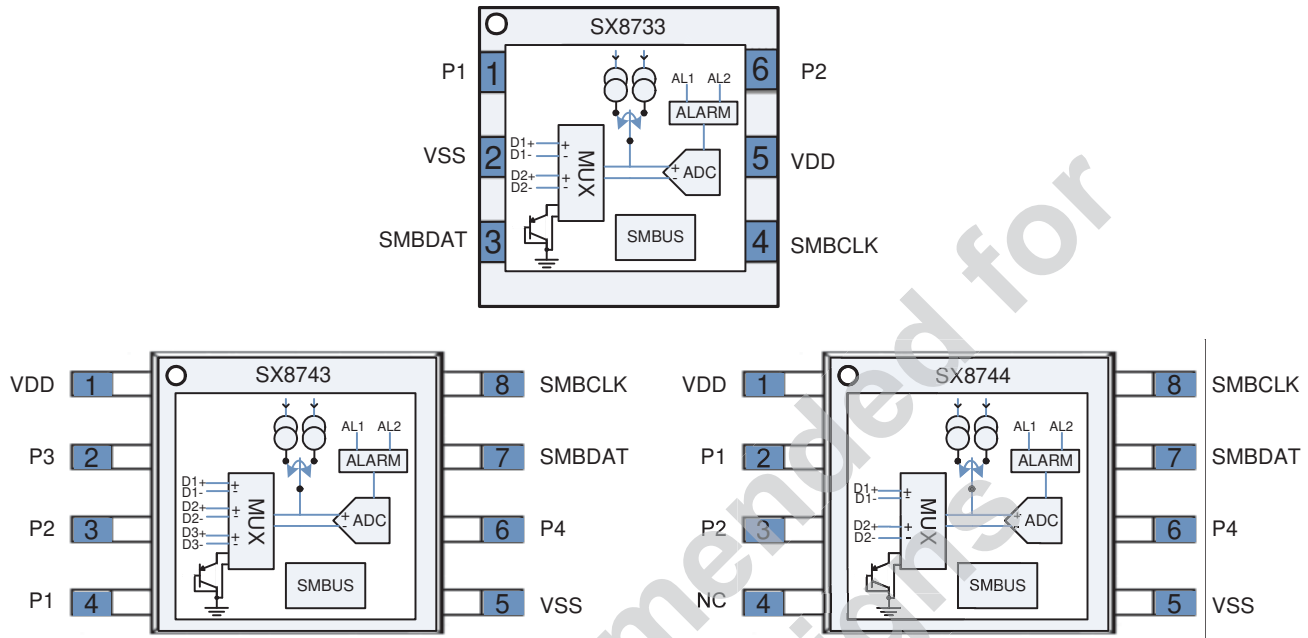 SX8733
P1 1
6 P2
AL1 AL2
ALARM
VSS 2
5 VDD
D1+ +
D1- -
D2+ +
D2- -
MUX
+
-
ADC
SMBDAT 3
4 SMBCLK
SMBUS
SX8743
VDD 1
8 SMBCLK
AL1 AL2
ALARM
P3 2
7 SMBDAT
D1+ +
D1- -
D2+ +
D2- -
D3+ +
D3- -
MUX
+
-
ADC
P2 3
6 P4
SMBUS
P1 4
5 VSS
SX8744
VDD 1
8 SMBCLK
AL1 AL2
ALARM
P1 2
7 SMBDAT
D1+ +
D1- -
D2+ +
D2- -
MUX
+
-
ADC
P2 3
6 P4
SMBUS
NC 4
5 VSS
mended for
ions